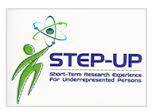 STEP-UP
Short-Term Research Experience
For Underrepresented Persons